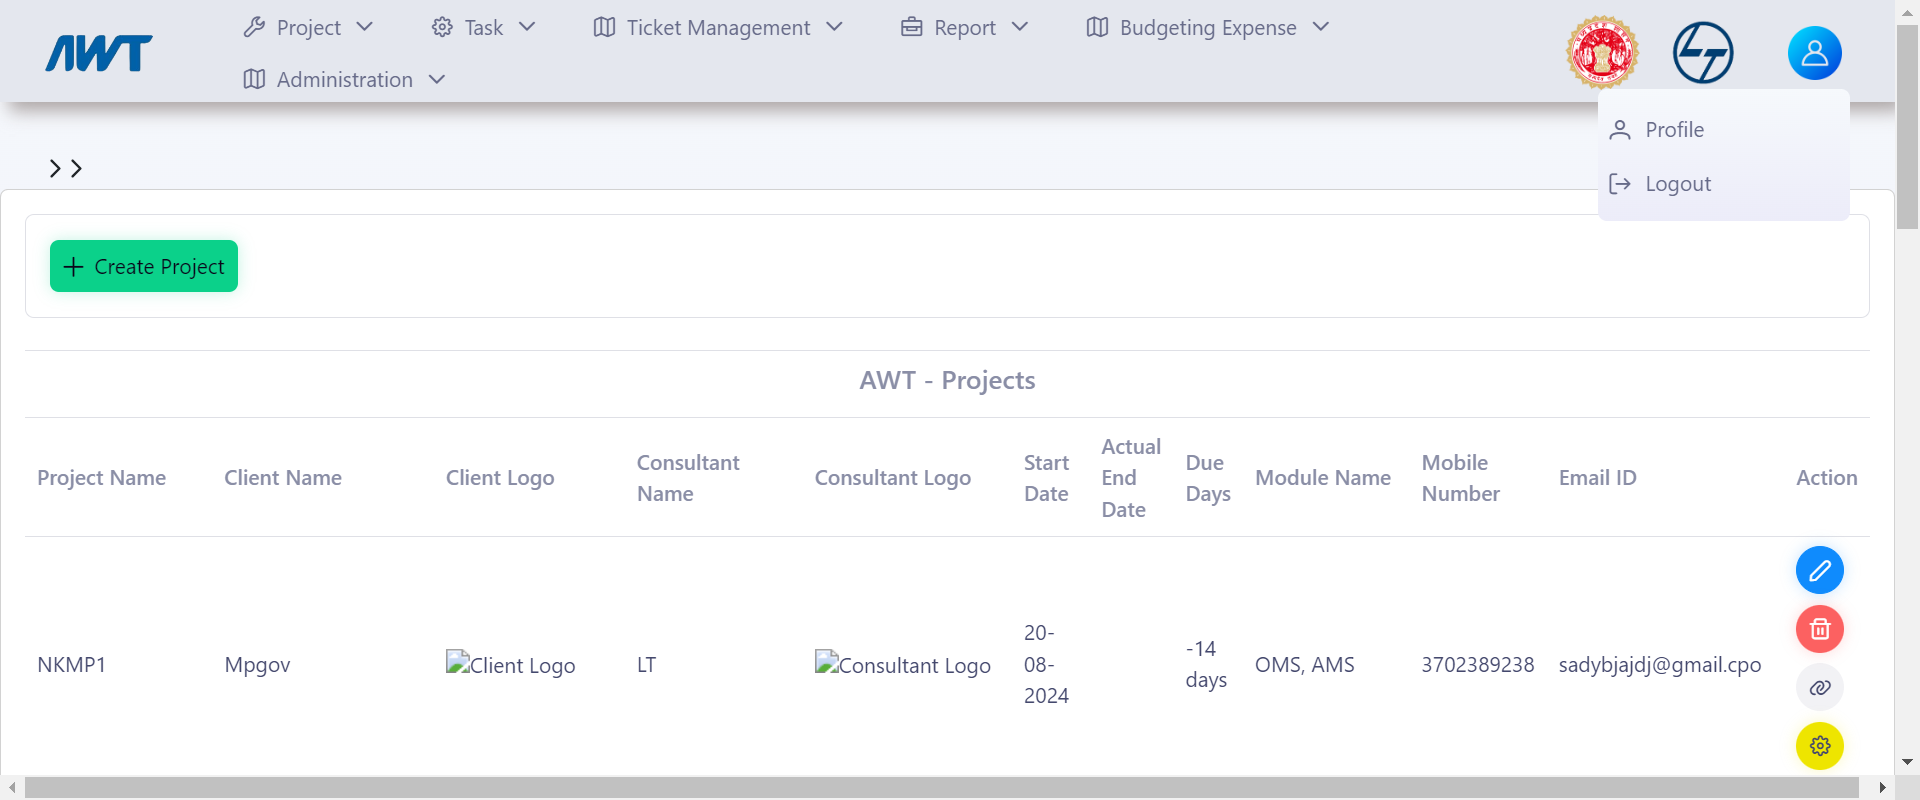 AWT
Project
Task
Ticket Management
Report
Budgeting Expense
Administration
Profile
Logout
Create Project
AWT - Projects
Project Name
Client Name
Client Logo
Consultant
Name
Consultant Logo
Start
Date
Actual
End
Date
Due
Days
Module Name
Mobile
Number
Email ID
Action
NKMP1
Mpgov
Client Logo
LT
Consultant Logo
20-
08-
2024
-14
days
OMS, AMS
3702389238
sadybjajdj@gmail.cpo